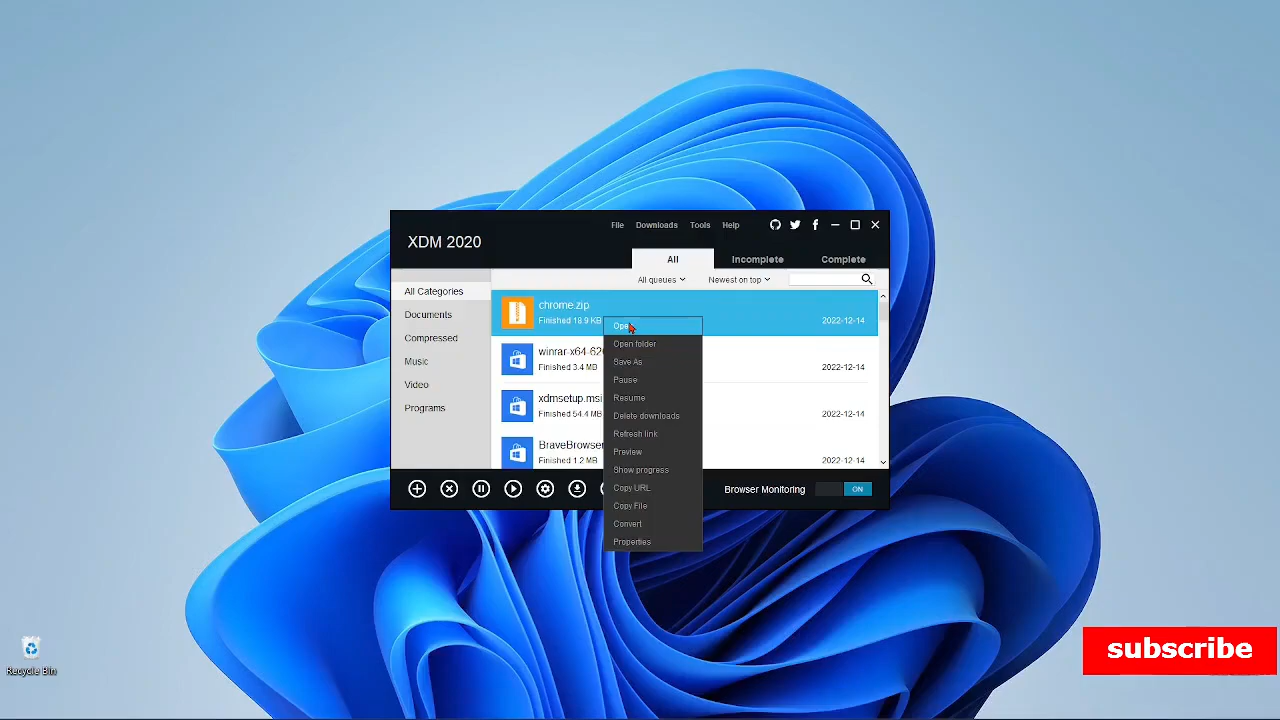 File Downloads Tools Help
XDM 2020
All Incomplete Complete
All queues Newest on top
All Categories
Documents
Compressed
Music
Video
Programs
chrome.zip
Finished 18.9 KB 2022-12-14
winrar-x64-62
Finished 3.4 MB 2022-12-14
xdmsetup.msi
Finished 54.4 MB 2022-12-14
BraveBrowser
Finished 1.2 MB 2022-12-14
Open folder
Save As
Pause
Resume
Delete downloads
Refresh link
Preview
Show progress
Copy URL
Copy File
Convert
Properties
Browser Monitoring ON
Recycle Bin
subscribe